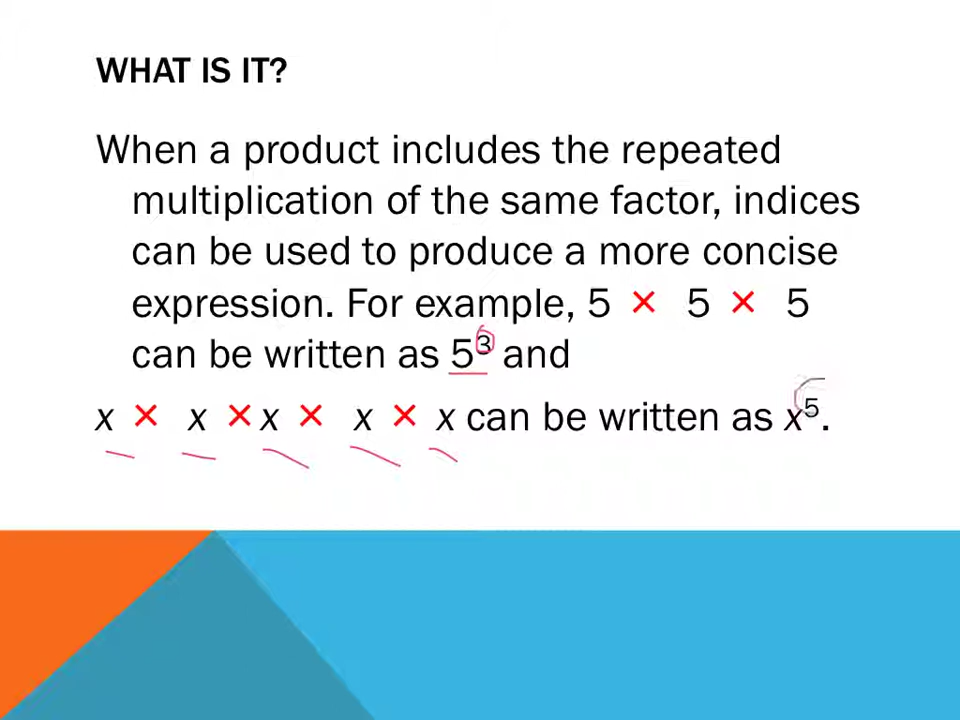 WHAT IS IT?
When a product includes the repeated
multiplication of the same factor, indices
can be used to produce a more concise
expression. For example, 5 × 5 × 5
can be written as 5³ and
x × x × x × x × x can be written as x⁵.